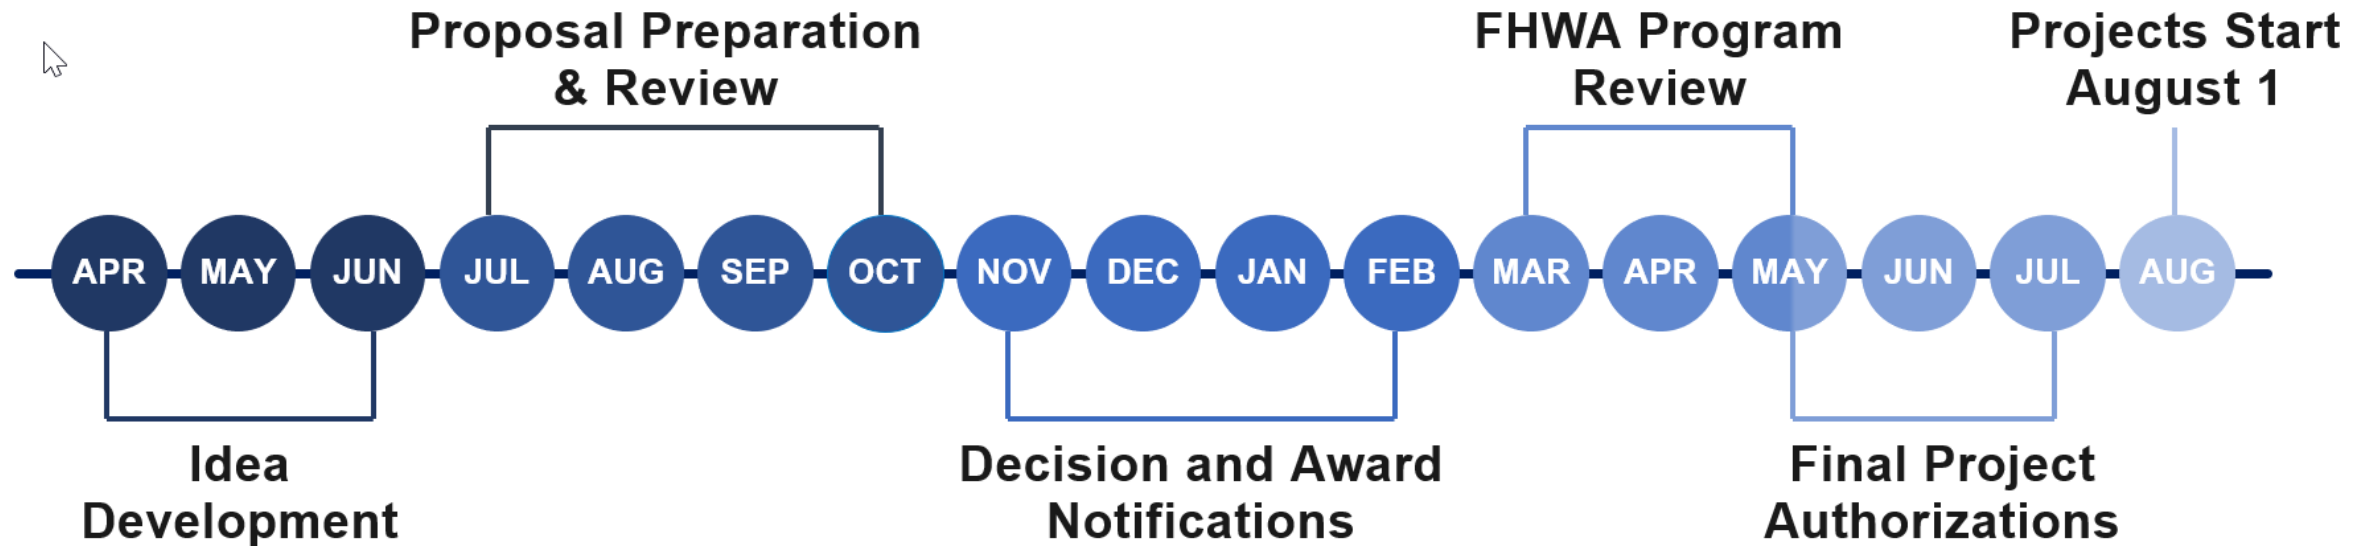 Proposal Preparation
& Review
FHWA Program
Review
Projects Start
August 1
APR MAY JUN JUL AUG SEP OCT NOV DEC JAN FEB MAR APR MAY JUN JUL AUG
Idea
Development
Decision and Award
Notifications
Final Project
Authorizations